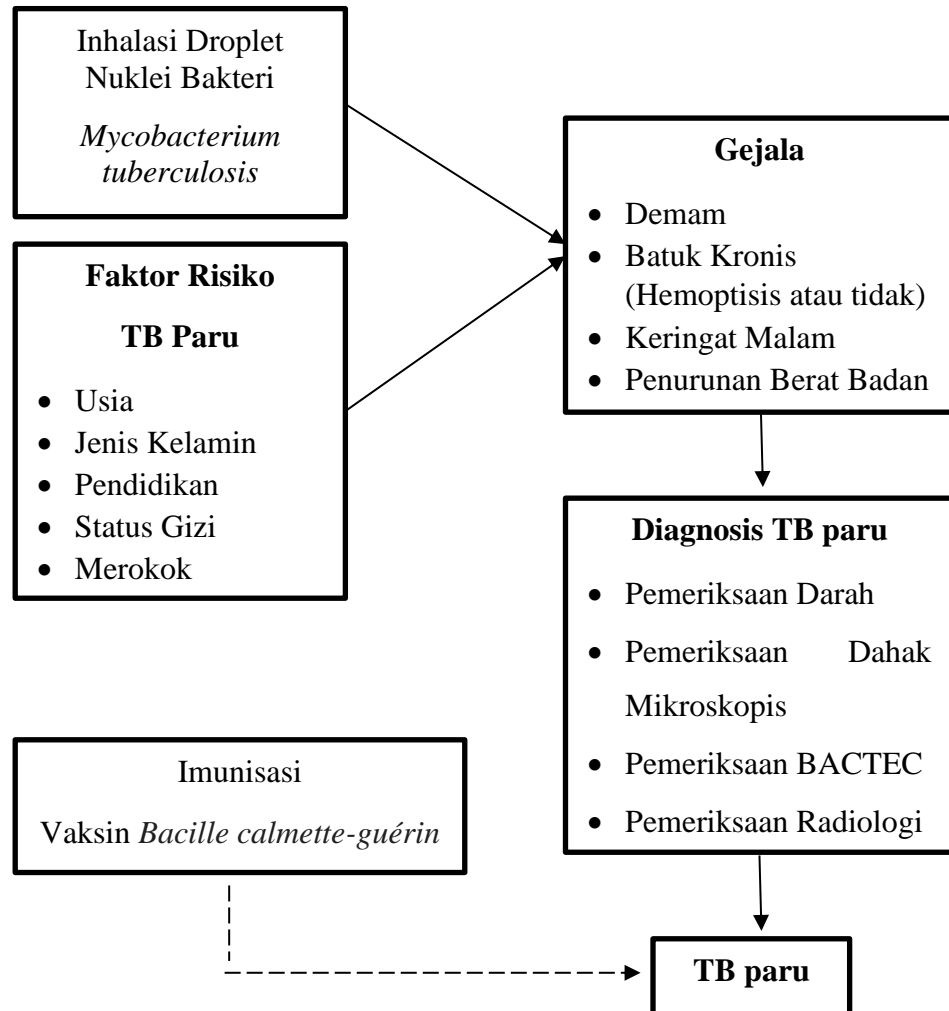 Inhalasi Droplet
Nuklei Bakteri
Mycobacterium
tuberculosis
Faktor Risiko
TB Paru
• Usia
• Jenis Kelamin
• Pendidikan
• Status Gizi
• Merokok
Gejala
• Demam
• Batuk Kronis
(Hemoptisis atau tidak)
• Keringat Malam
• Penurunan Berat Badan
Diagnosis TB paru
• Pemeriksaan Darah
• Pemeriksaan Dahak
Mikroskopis
• Pemeriksaan BACTEC
• Pemeriksaan Radiologi
Imunisasi
Vaksin Bacille calmette-guérin
TB paru